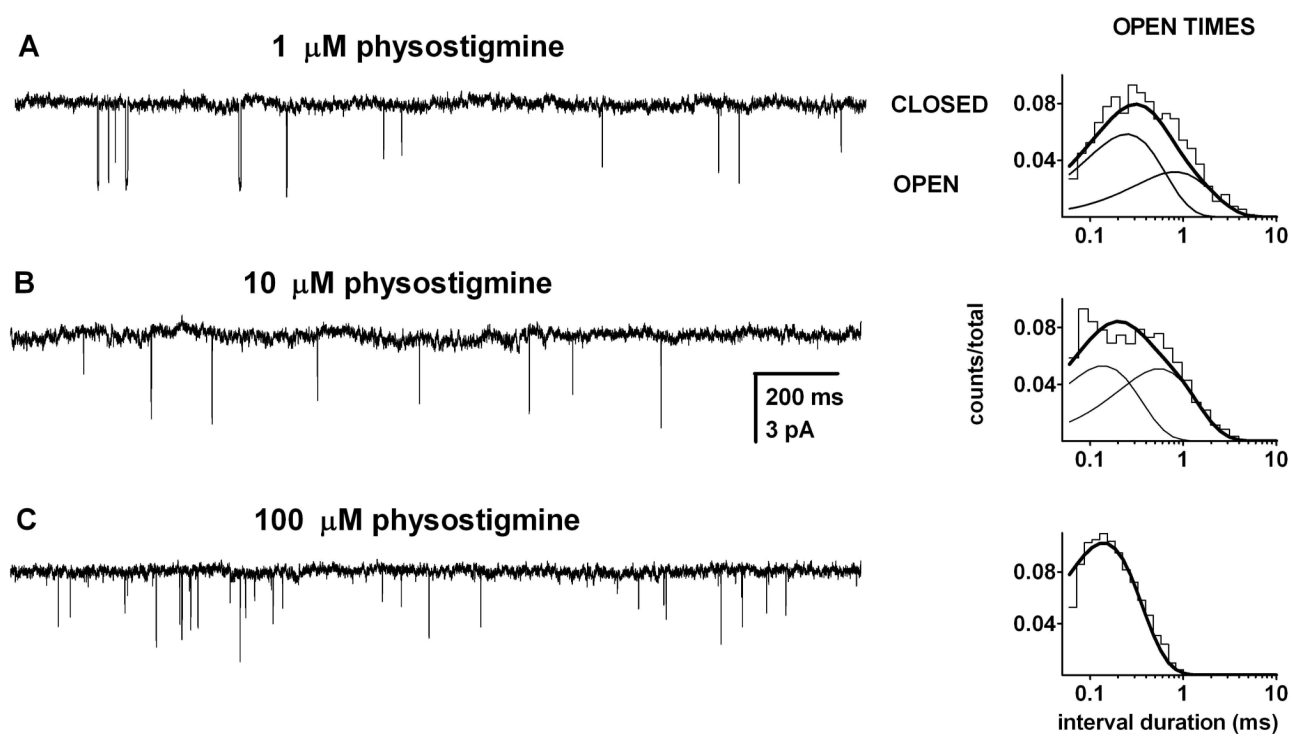 A
1 μM physostigmine
CLOSED
OPEN
OPEN TIMES
0.08
0.04
0.1 1 10
B
10 μM physostigmine
200 ms
3 pA
counts/total
0.08
0.04
0.1 1 10
C
100 μM physostigmine
0.08
0.04
0.1 1 10
interval duration (ms)